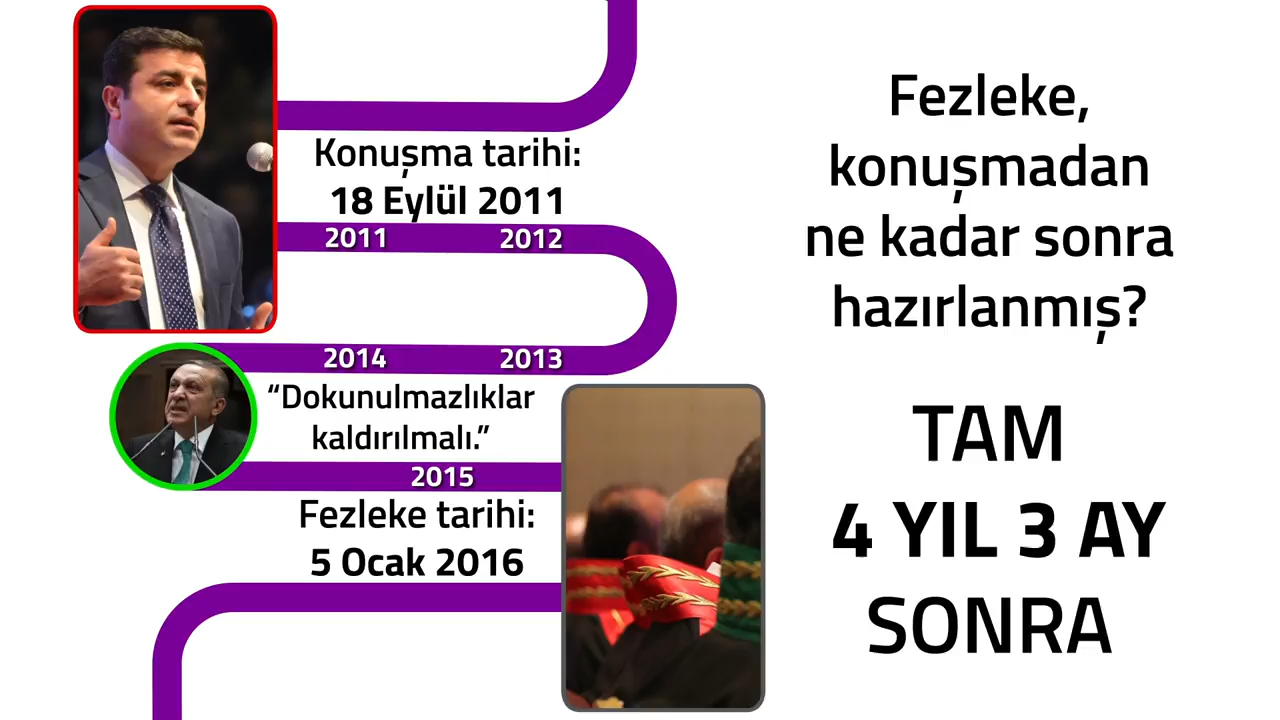 Konuşma tarihi:
18 Eylül 2011
2011 2012
2014 2013
“Dokunulmazlıklar
kaldırılmalı.”
2015
Fezleke tarihi:
5 Ocak 2016
Fezleke,
konuşmadan
ne kadar sonra
hazırlanmış?
TAM
4 YIL 3 AY
SONRA